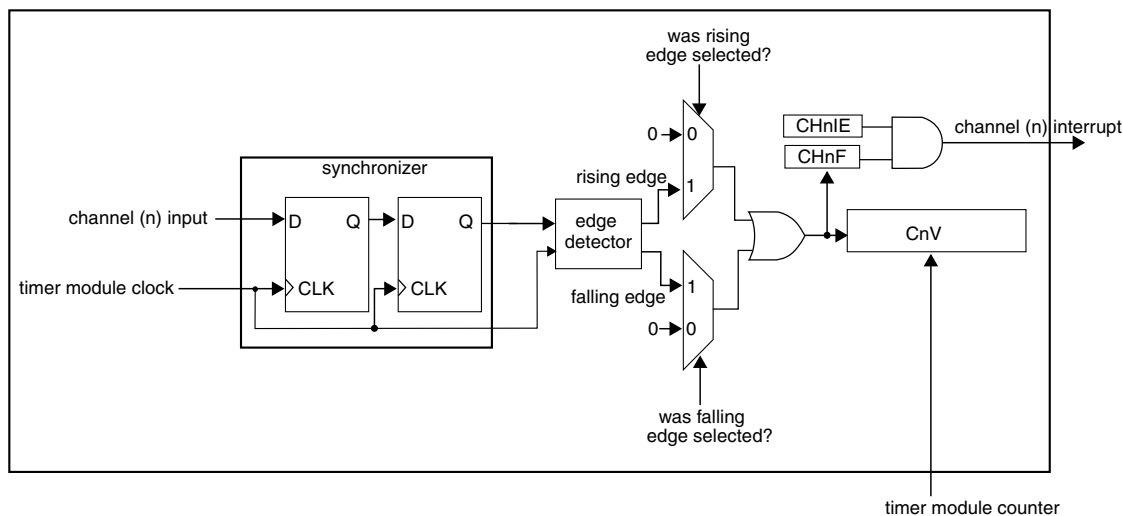 was rising
edge selected?
0
0
CHnIE
channel (n) interrupt
CHnF
synchronizer
rising edge
1
channel (n) input
D
Q
D
Q
edge
detector
CnV
timer module clock
CLK
CLK
falling edge
1
0
0
was falling
edge selected?
timer module counter